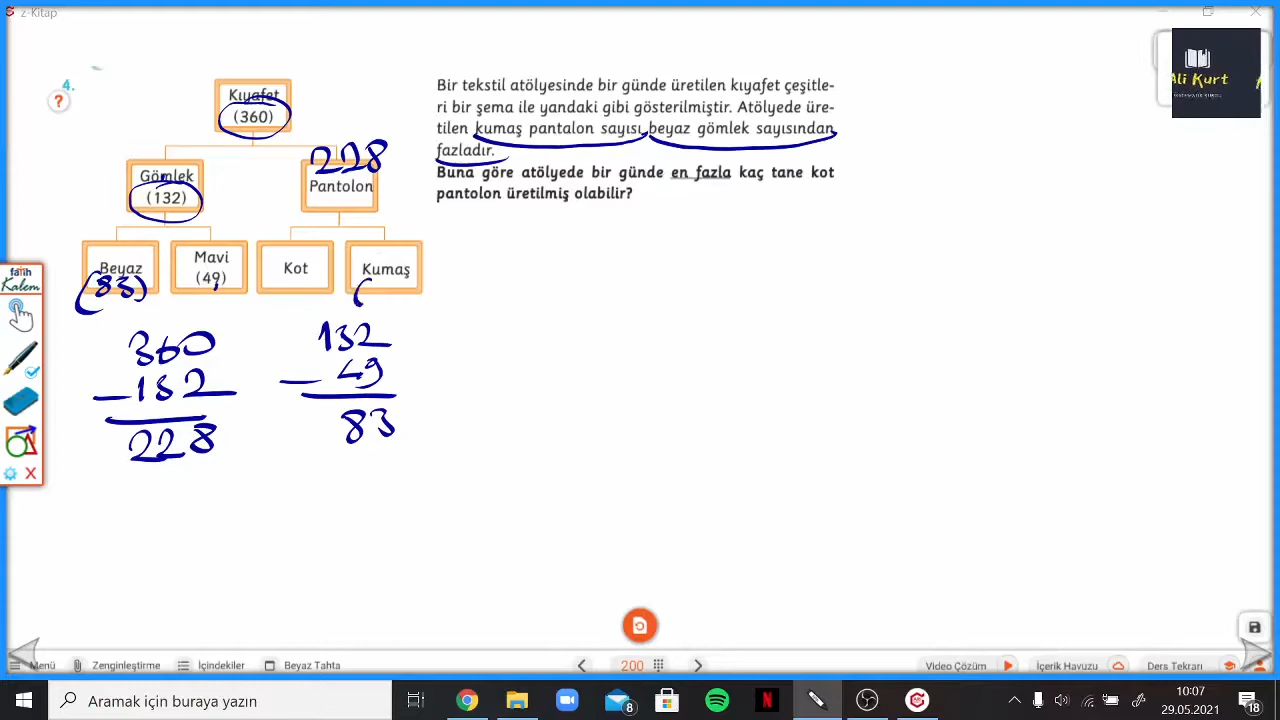 z-Kitap
Ali Kurt
4.
?
Kıyafet
(360)
228
Gömlek
(132)
Pantolon
Beyaz
(83)
Mavi
(49)
Kot
Kumaş
(
Bir tekstil atölyesinde bir günde üretilen kıyafet çeşitle-
ri bir şema ile yandaki gibi gösterilmiştir. Atölyede üre-
tilen kumaş pantolon sayısı beyaz gömlek sayısından
fazladır.
Buna göre atölyede bir günde en fazla kaç tane kot
pantolon üretilmiş olabilir?
360
—132
228
132
— 49
83
fatih
Kalem
Menü Zenginleştirme İçindekiler Beyaz Tahta 200 Video Çözüm İçerik Havuzu Ders Tekrarı
Aramak için buraya yazın 8 10:07
29.05.2021 18